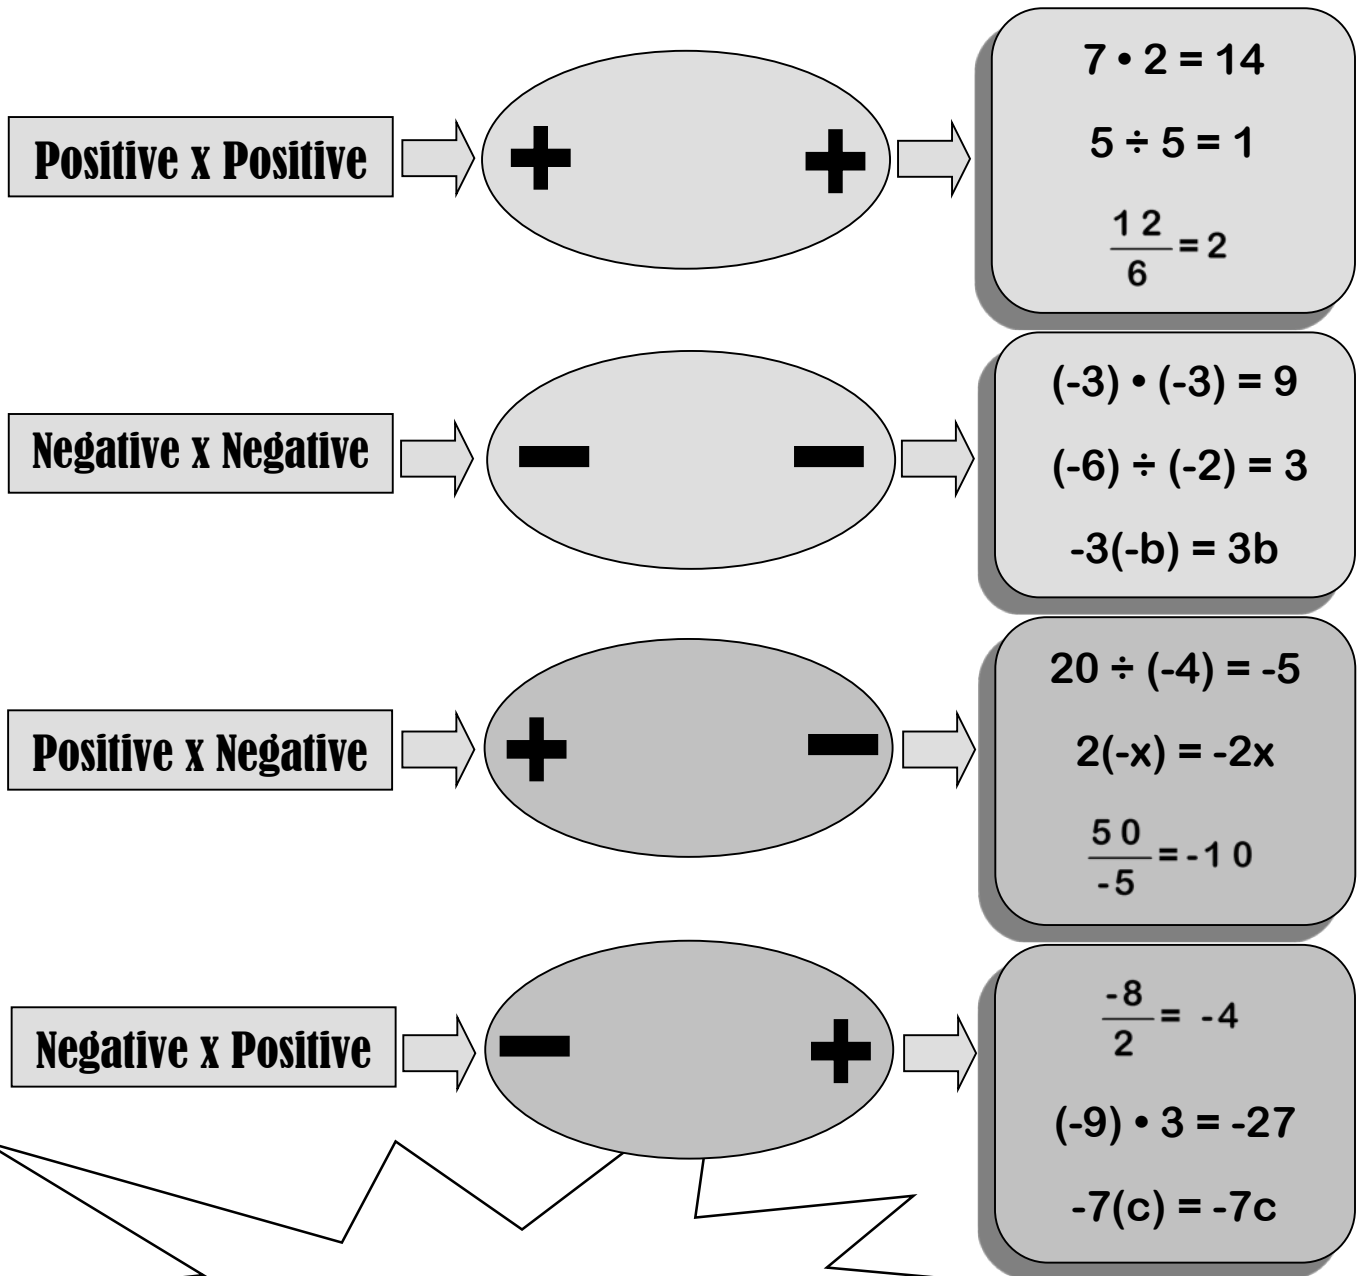 Positive x Positive
+ +
7 • 2 = 14
5 ÷ 5 = 1
12/6 = 2
Negative x Negative
- -
(-3) • (-3) = 9
(-6) ÷ (-2) = 3
-3(-b) = 3b
Positive x Negative
+ -
20 ÷ (-4) = -5
2(-x) = -2x
50/-5 = -10
Negative x Positive
- +
-8/2 = -4
(-9) • 3 = -27
-7(c) = -7c